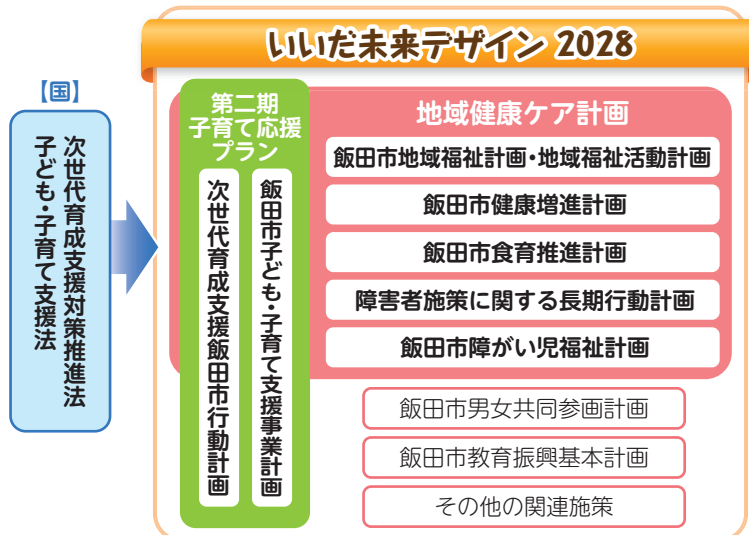 いいだ未来デザイン 2028
【国】
次世代育成支援対策推進法
子ども・子育て支援法
第二期
子育て応援
プラン
飯田市子ども・子育て支援事業計画
次世代育成支援飯田市行動計画
地域健康ケア計画
飯田市地域福祉計画・地域福祉活動計画
飯田市健康増進計画
飯田市食育推進計画
障害者施策に関する長期行動計画
飯田市障がい児福祉計画
飯田市男女共同参画計画
飯田市教育振興基本計画
その他の関連施策